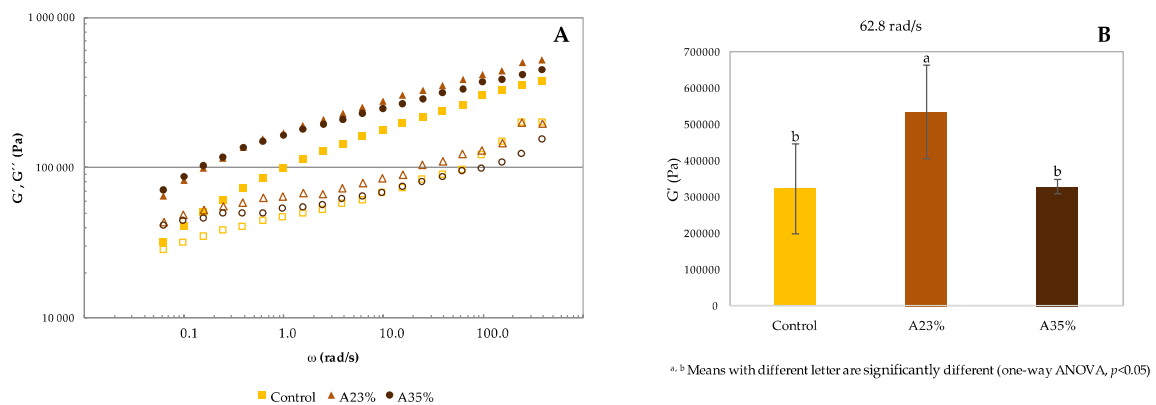 A
1 000 000
100 000
10 000
G´, G´´ (Pa)
0.1 1.0 10.0 100.0
ω (rad/s)
Control A23% A35%
62.8 rad/s
B
700000
600000
500000
400000
300000
200000
100000
0
G' (Pa)
b
a
b
Control A23% A35%
a, b Means with different letter are significantly different (one-way ANOVA, p<0.05)